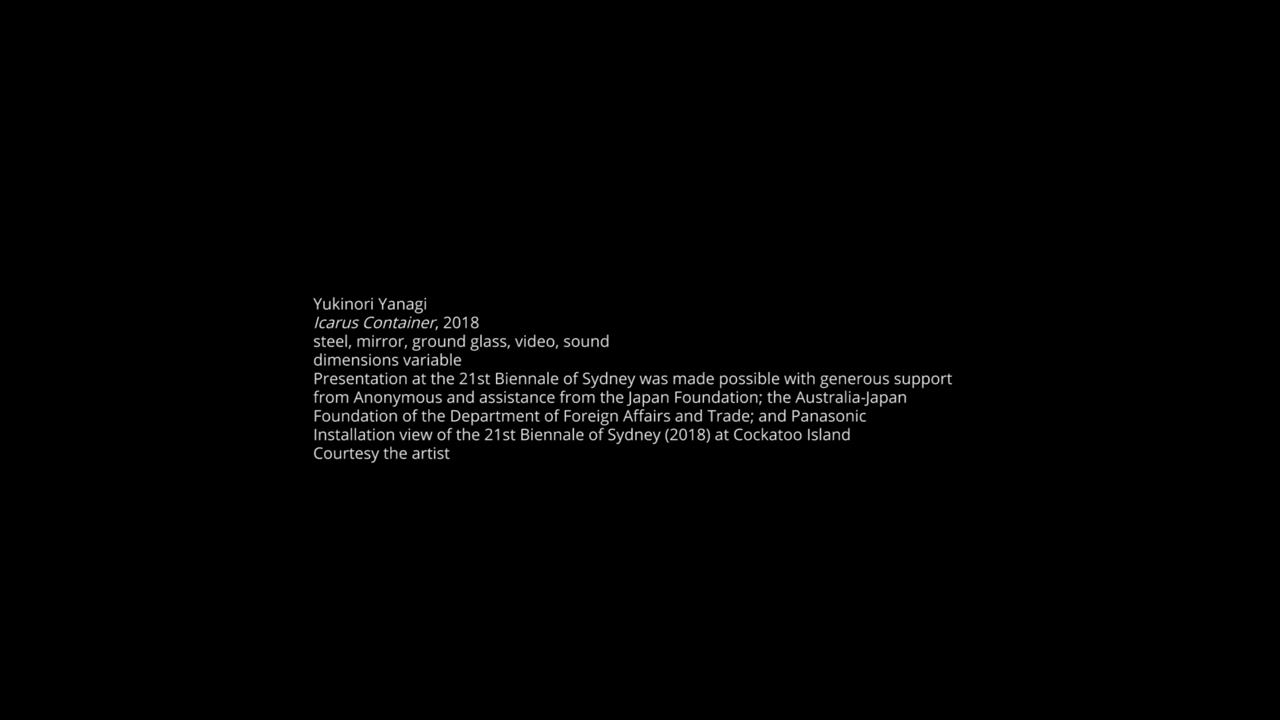 Yukinori Yanagi
Icarus Container, 2018
steel, mirror, ground glass, video, sound
dimensions variable
Presentation at the 21st Biennale of Sydney was made possible with generous support
from Anonymous and assistance from the Japan Foundation; the Australia-Japan
Foundation of the Department of Foreign Affairs and Trade; and Panasonic
Installation view of the 21st Biennale of Sydney (2018) at Cockatoo Island
Courtesy the artist